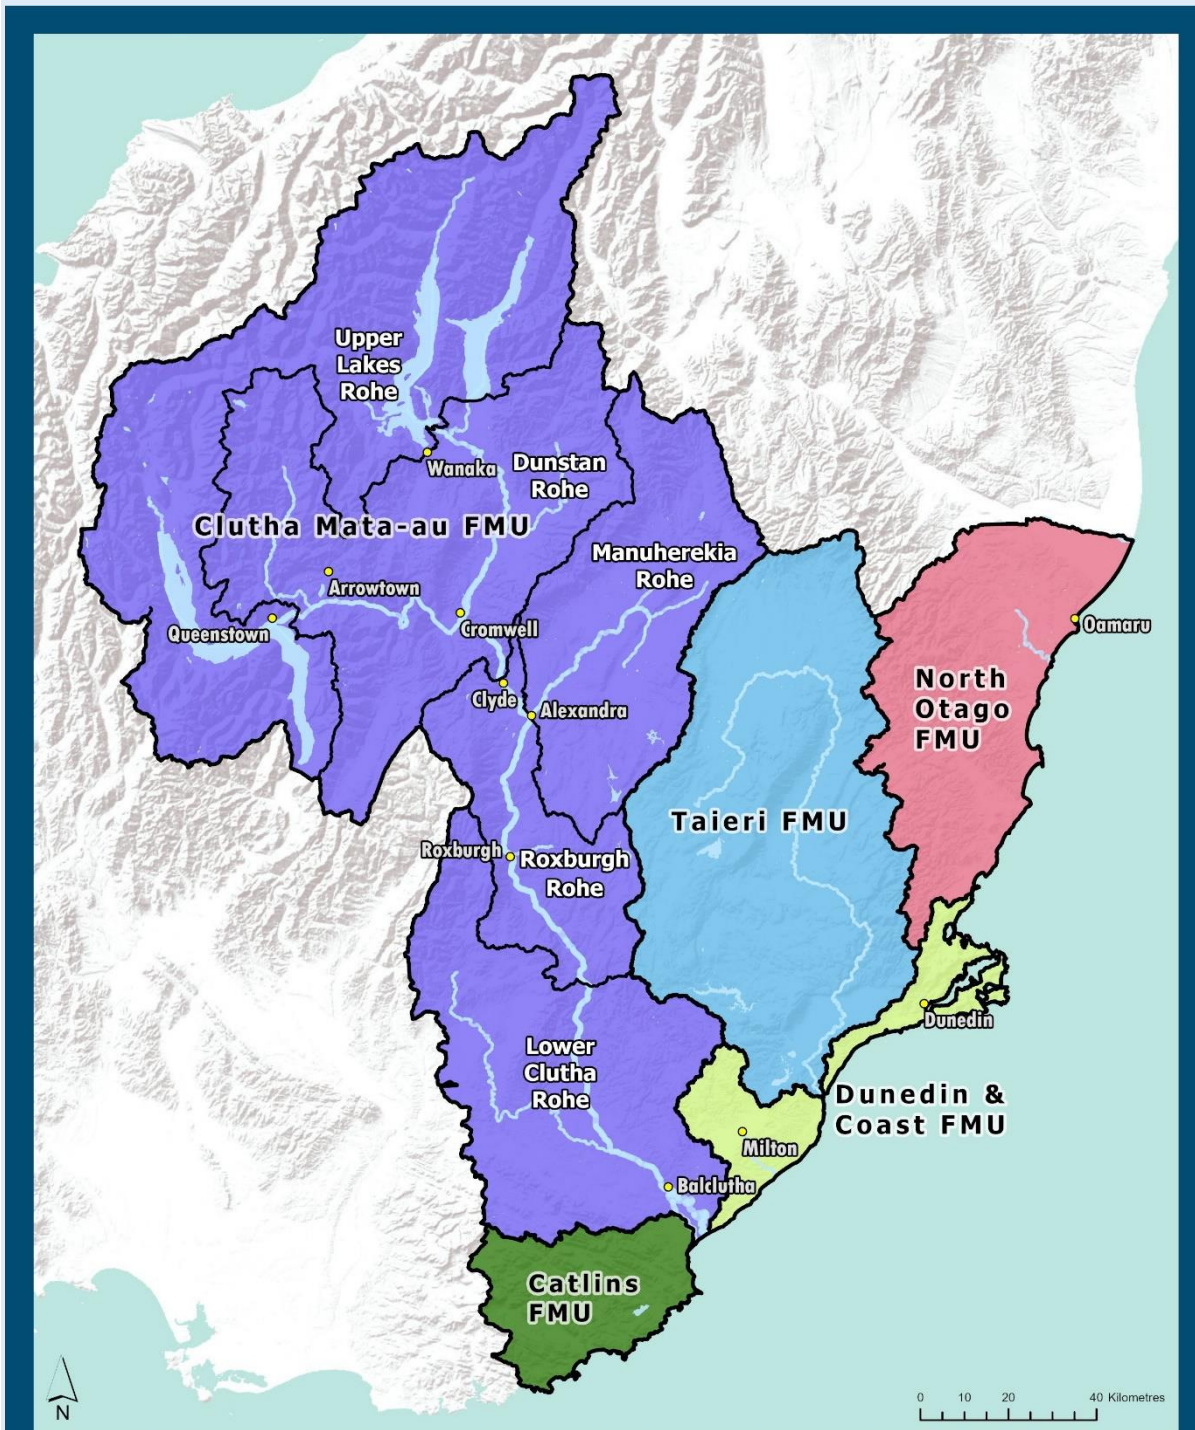 Upper
Lakes
Rohe
Wanaka
Dunstan
Rohe
Clutha Mata-au FMU
Manuherekia
Rohe
Arrowtown
Queenstown
Cromwell
Oamaru
North
Otago
FMU
Clyde
Alexandra
Taieri FMU
Roxburgh
Roxburgh
Rohe
Dunedin
Lower
Clutha
Rohe
Dunedin &
Coast FMU
Milton
Balclutha
Catlins
FMU
N
0 10 20 40 Kilometres